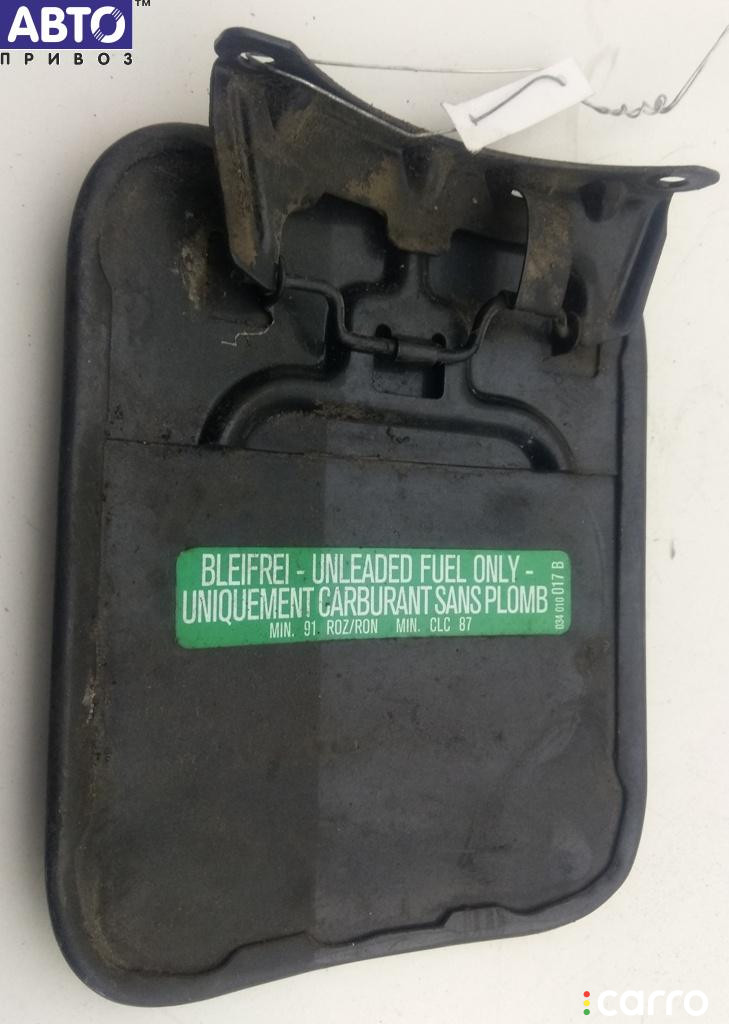 АВТО™
ПРИВОЗ
BLEIFREI - UNLEADED FUEL ONLY -
UNIQUEMENT CARBURANT SANS PLOMB
MIN. 91 ROZ/RON MIN. CLC 87
034 010 017 B
carro